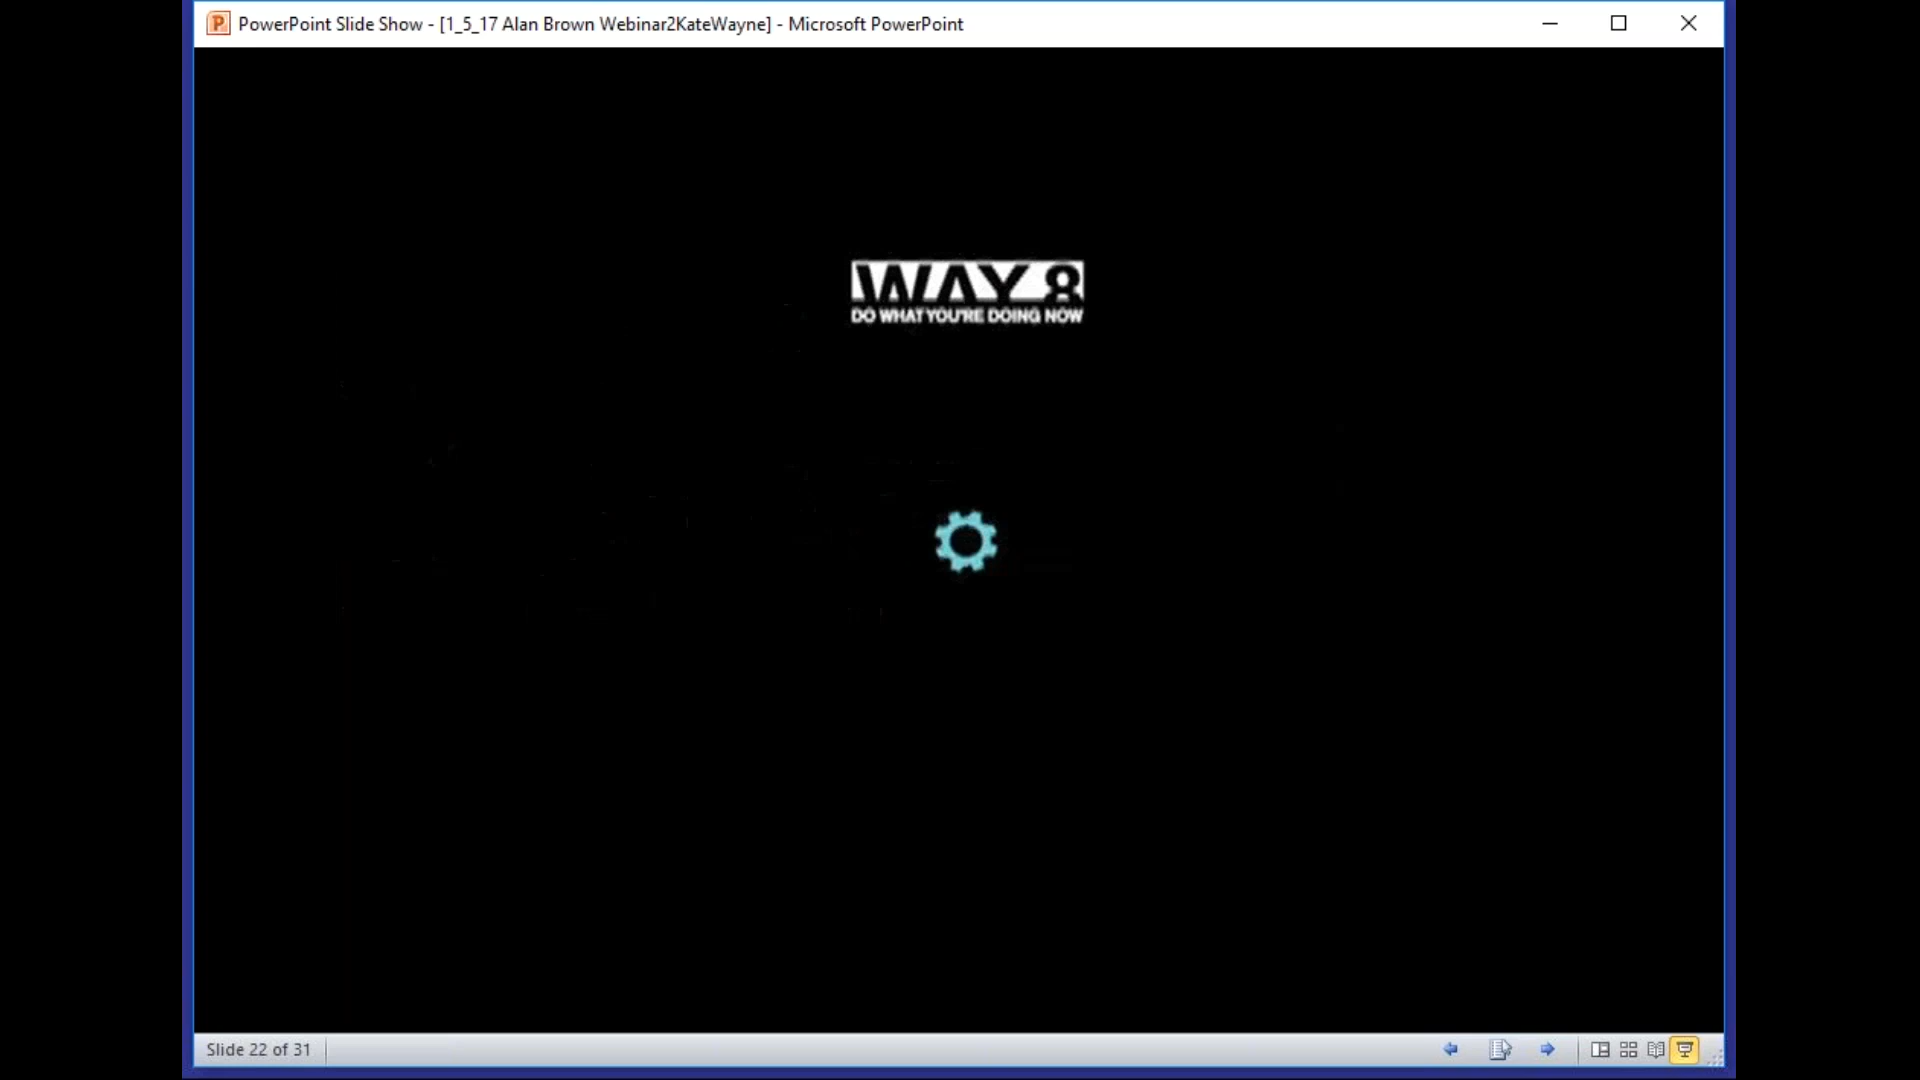 PowerPoint Slide Show - [1_5_17 Alan Brown Webinar2KateWayne] - Microsoft PowerPoint
WAY 8
DO WHAT YOU'RE DOING NOW
Slide 22 of 31